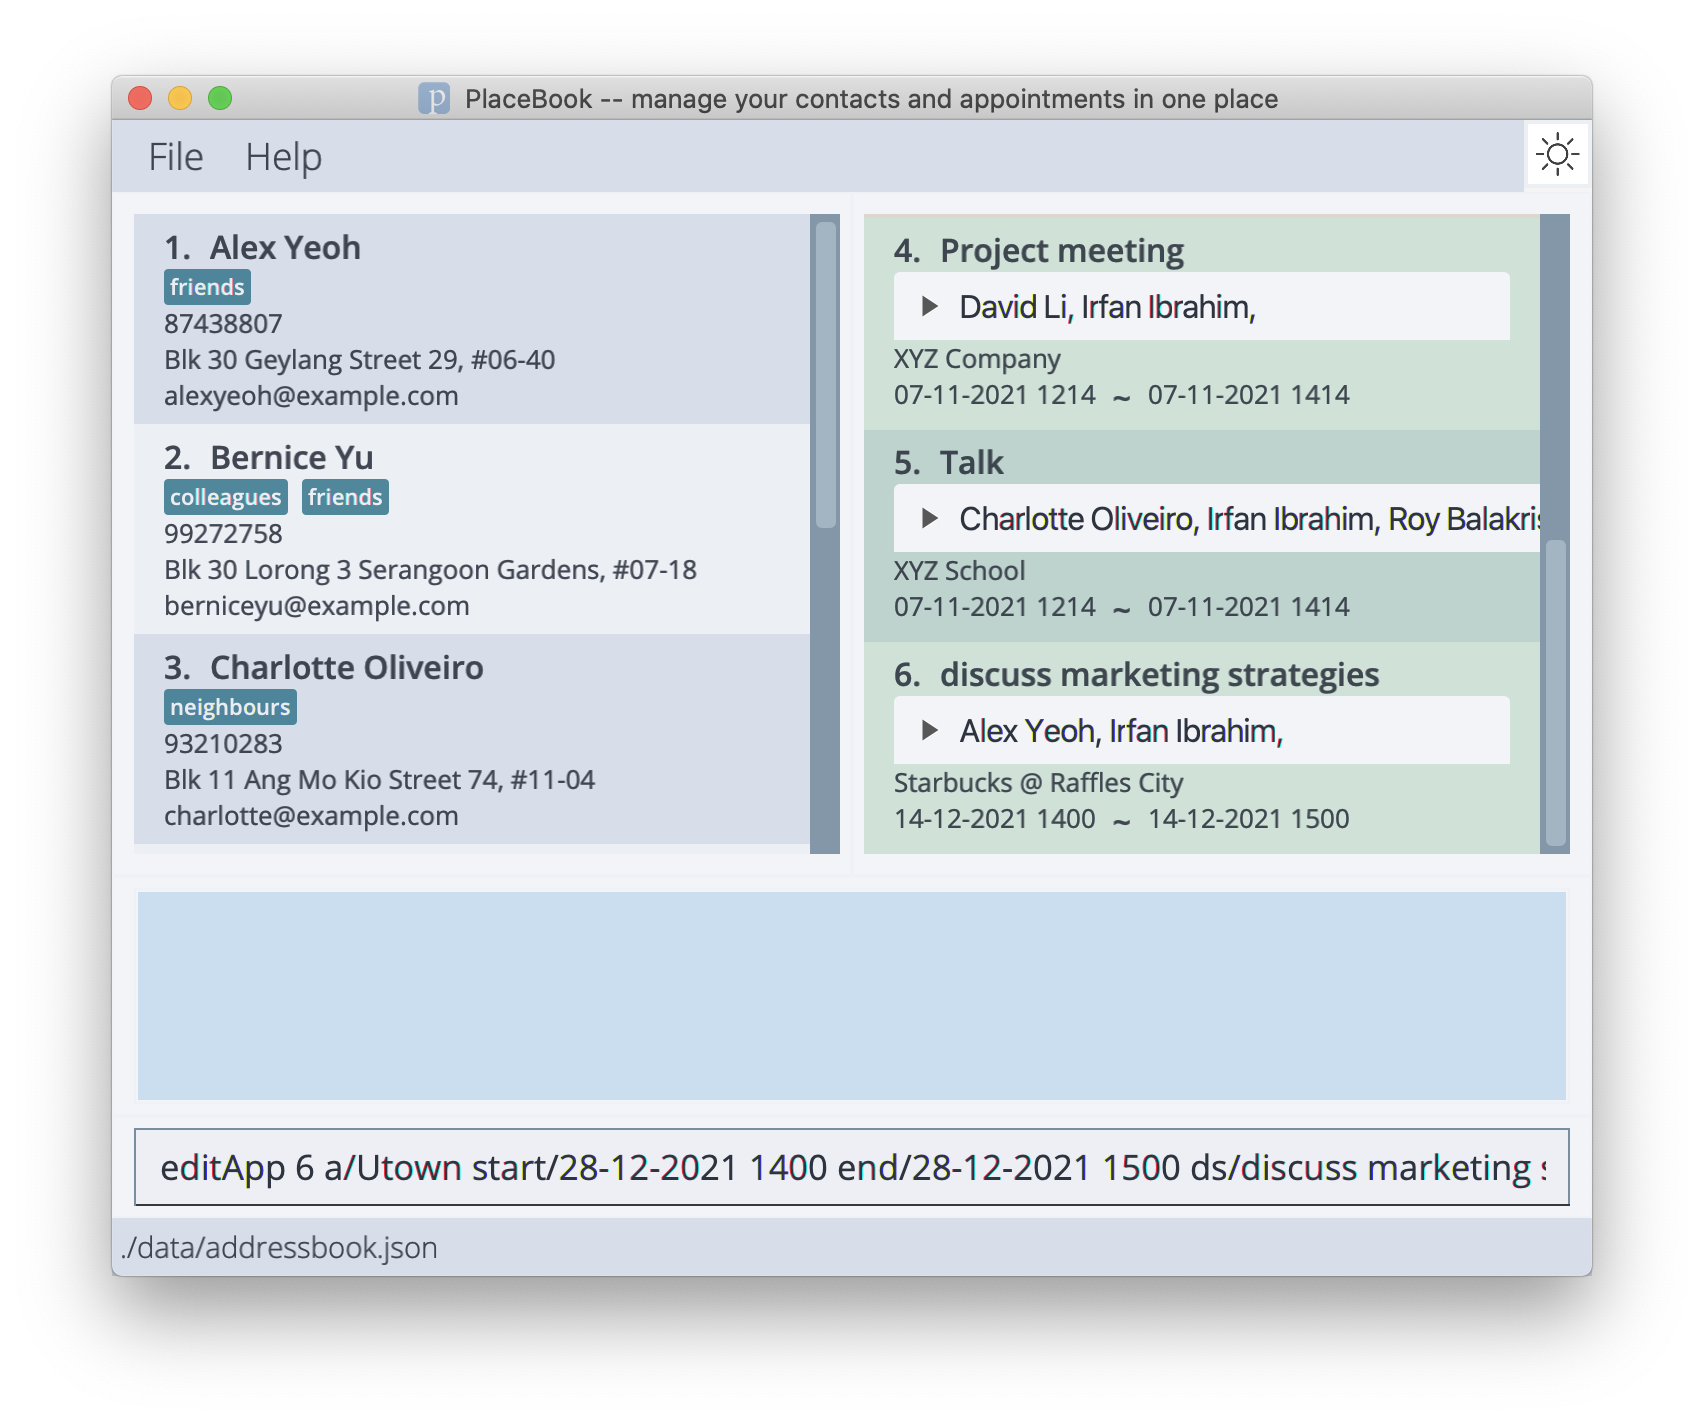 p PlaceBook -- manage your contacts and appointments in one place
File Help
1. Alex Yeoh
friends
87438807
Blk 30 Geylang Street 29, #06-40
alexyeoh@example.com
2. Bernice Yu
colleagues friends
99272758
Blk 30 Lorong 3 Serangoon Gardens, #07-18
berniceyu@example.com
3. Charlotte Oliveiro
neighbours
93210283
Blk 11 Ang Mo Kio Street 74, #11-04
charlotte@example.com
4. Project meeting
David Li, Irfan Ibrahim,
XYZ Company
07-11-2021 1214 ~ 07-11-2021 1414
5. Talk
Charlotte Oliveiro, Irfan Ibrahim, Roy Balakris
XYZ School
07-11-2021 1214 ~ 07-11-2021 1414
6. discuss marketing strategies
Alex Yeoh, Irfan Ibrahim,
Starbucks @ Raffles City
14-12-2021 1400 ~ 14-12-2021 1500
editApp 6 a/Utown start/28-12-2021 1400 end/28-12-2021 1500 ds/discuss marketing s
./data/addressbook.json